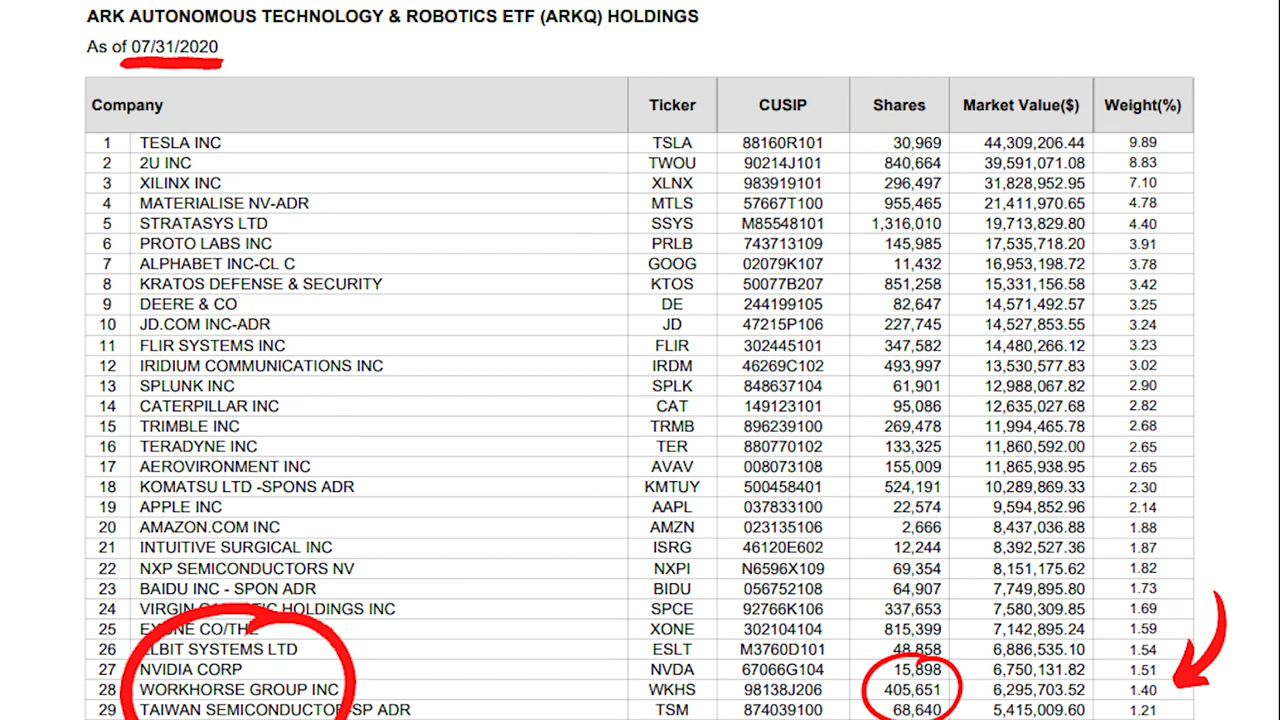 ARK AUTONOMOUS TECHNOLOGY & ROBOTICS ETF (ARKQ) HOLDINGS
As of 07/31/2020
Company Ticker CUSIP Shares Market Value($) Weight(%)
1 TESLA INC TSLA 88160R101 30,969 44,309,206.44 9.89
2 2U INC TWOU 90214J101 840,664 39,591,071.08 8.83
3 XILINX INC XLNX 983919101 296,497 31,828,952.95 7.10
4 MATERIALISE NV-ADR MTLS 57667T100 955,465 21,411,970.65 4.78
5 STRATASYS LTD SSYS M85548101 1,316,010 19,713,829.80 4.40
6 PROTO LABS INC PRLB 743713109 145,985 17,535,718.20 3.91
7 ALPHABET INC-CL C GOOG 02079K107 11,432 16,953,198.72 3.78
8 KRATOS DEFENSE & SECURITY KTOS 50077B207 851,258 15,331,156.58 3.42
9 DEERE & CO DE 244199105 82,647 14,571,492.57 3.25
10 JD.COM INC-ADR JD 47215P106 227,745 14,527,853.55 3.24
11 FLIR SYSTEMS INC FLIR 302445101 347,582 14,480,266.12 3.23
12 IRIDIUM COMMUNICATIONS INC IRDM 46269C102 493,997 13,530,577.83 3.02
13 SPLUNK INC SPLK 848637104 61,901 12,988,067.82 2.90
14 CATERPILLAR INC CAT 149123101 95,086 12,635,027.68 2.82
15 TRIMBLE INC TRMB 896239100 269,478 11,994,465.78 2.68
16 TERADYNE INC TER 880770102 133,325 11,860,592.00 2.65
17 AEROVIRONMENT INC AVAV 008073108 155,009 11,865,938.95 2.65
18 KOMATSU LTD -SPONS ADR KMTUY 500458401 524,191 10,289,869.33 2.30
19 APPLE INC AAPL 037833100 22,574 9,594,852.96 2.14
20 AMAZON.COM INC AMZN 023135106 2,666 8,437,036.88 1.88
21 INTUITIVE SURGICAL INC ISRG 46120E602 12,244 8,392,527.36 1.87
22 NXP SEMICONDUCTORS NV NXPI N6596X109 69,354 8,151,175.62 1.82
23 BAIDU INC - SPON ADR BIDU 056752108 64,907 7,749,895.80 1.73
24 VIRGIN GALACTIC HOLDINGS INC SPCE 92766K106 337,653 7,580,309.85 1.69
25 EXONE CO/THE XONE 302104104 815,399 7,142,895.24 1.59
26 ELBIT SYSTEMS LTD ESLT M3760D101 48,858 6,886,535.10 1.54
27 NVIDIA CORP NVDA 67066G104 15,898 6,750,131.82 1.51
28 WORKHORSE GROUP INC WKHS 98138J206 405,651 6,295,703.52 1.40
29 TAIWAN SEMICONDUCTOR-SP ADR TSM 874039100 68,640 5,415,009.60 1.21